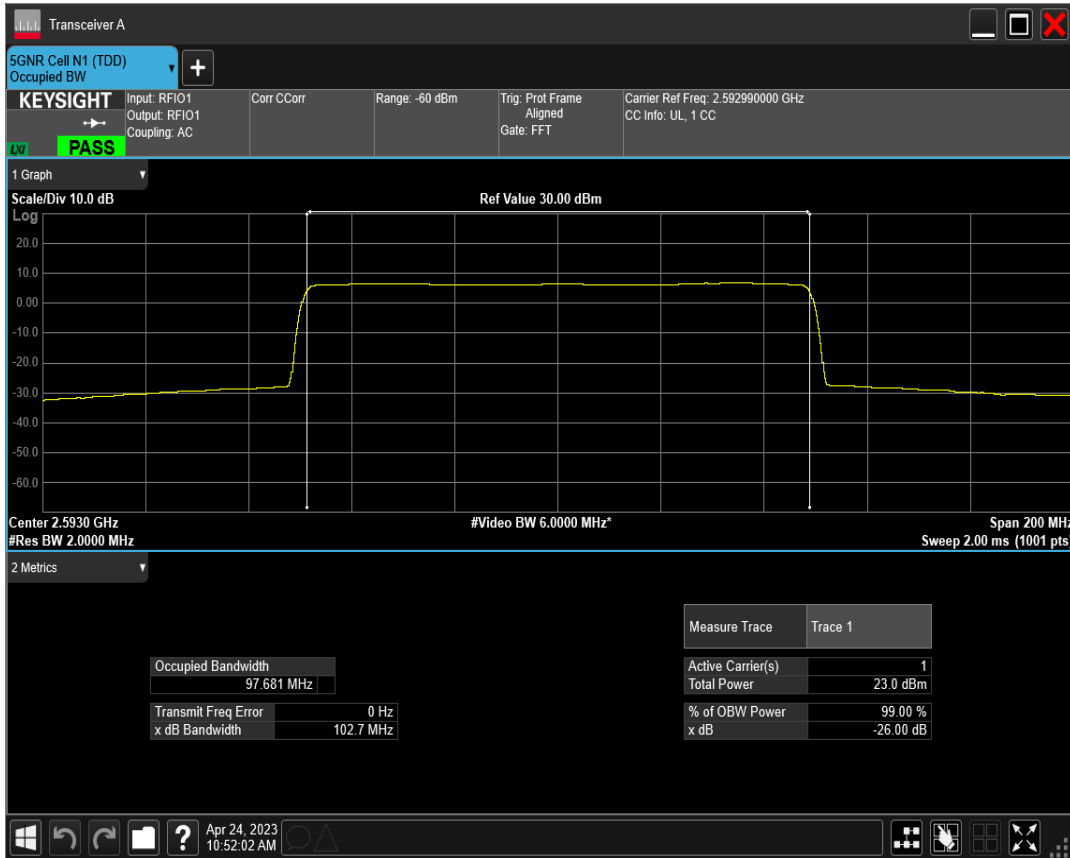 Transceiver A
5GNR Cell N1 (TDD)
Occupied BW
KEYSIGHT
LXI
PASS
Input: RFIO1
Output: RFIO1
Coupling: AC
Corr CCorr
Range: -60 dBm
Trig: Prot Frame
Aligned
Gate: FFT
Carrier Ref Freq: 2.592990000 GHz
CC Info: UL, 1 CC
1 Graph
Scale/Div 10.0 dB
Ref Value 30.00 dBm
Log
20.0
10.0
0.00
-10.0
-20.0
-30.0
-40.0
-50.0
-60.0
Center 2.5930 GHz
#Video BW 6.0000 MHz*
Span 200 MHz
#Res BW 2.0000 MHz
Sweep 2.00 ms (1001 pts)
2 Metrics
Measure Trace Trace 1
Occupied Bandwidth
97.681 MHz
Transmit Freq Error 0 Hz
x dB Bandwidth 102.7 MHz
Active Carrier(s) 1
Total Power 23.0 dBm
% of OBW Power 99.00 %
x dB -26.00 dB
?
Apr 24, 2023
10:52:02 AM